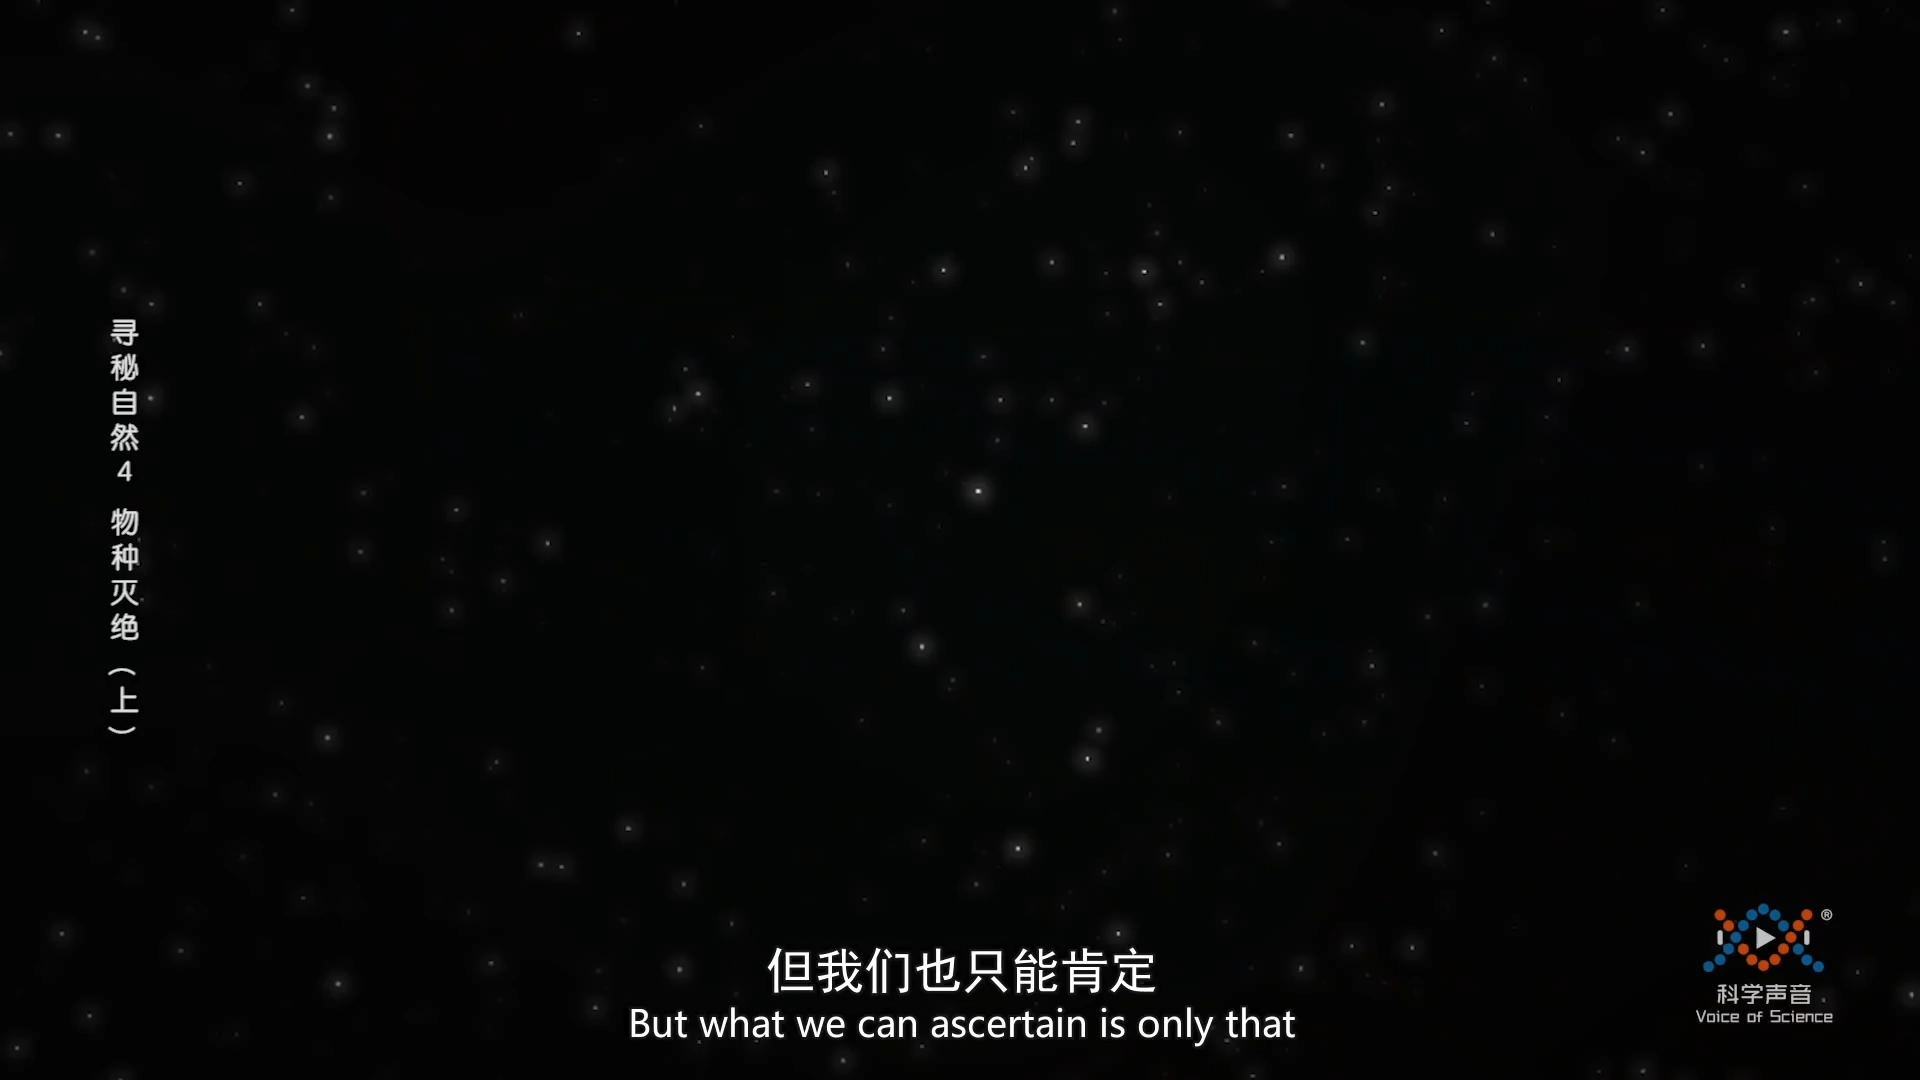 寻秘自然4 物种灭绝（上）
但我们也只能肯定
But what we can ascertain is only that
®
科学声音
Voice of Science